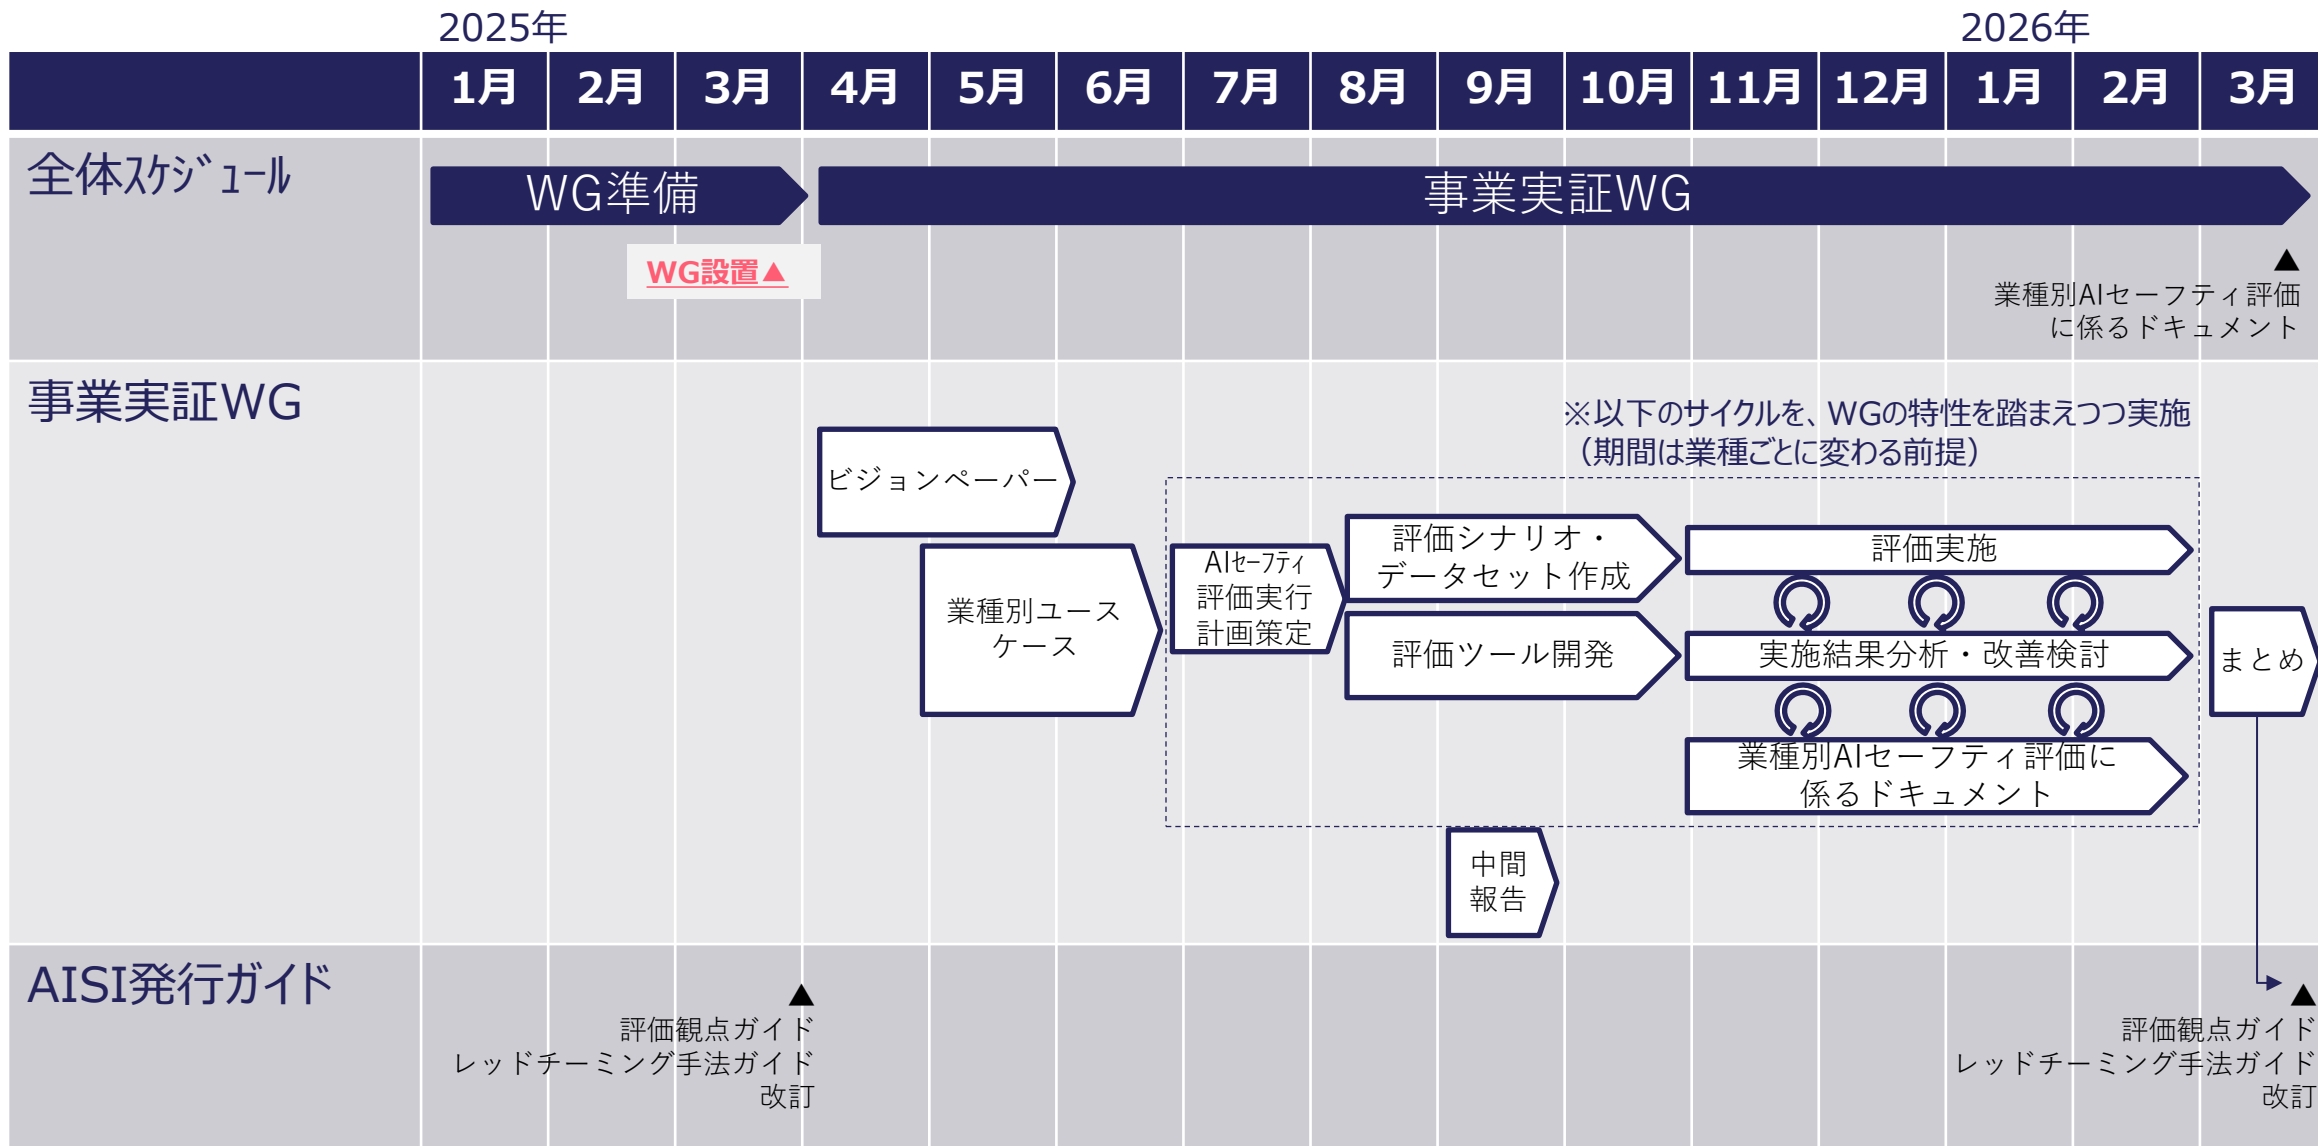 2025年
2026年
1月 2月 3月 4月 5月 6月 7月 8月 9月 10月 11月 12月 1月 2月 3月
全体ｽｹｼﾞｭｰﾙ
WG準備
事業実証WG
WG設置▲
▲
業種別AIセーフティ評価
に係るドキュメント
事業実証WG
※以下のサイクルを、WGの特性を踏まえつつ実施
（期間は業種ごとに変わる前提）
ビジョンペーパー
業種別ユース
ケース
AIｾｰﾌﾃｨ
評価実行
計画策定
評価シナリオ・
データセット作成
評価ツール開発
評価実施
実施結果分析・改善検討
業種別AIセーフティ評価に
係るドキュメント
まとめ
中間
報告
AISI発行ガイド
▲
評価観点ガイド
レッドチーミング手法ガイド
改訂
▲
評価観点ガイド
レッドチーミング手法ガイド
改訂